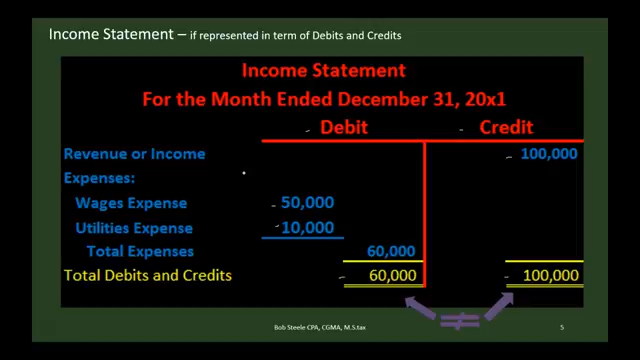 Income Statement – if represented in term of Debits and Credits
Income Statement
For the Month Ended December 31, 20x1
Debit Credit
Revenue or Income 100,000
Expenses:
Wages Expense 50,000
Utilities Expense 10,000
Total Expenses 60,000
Total Debits and Credits 60,000 100,000
≠
Bob Steele CPA, CGMA, M.S.tax 5